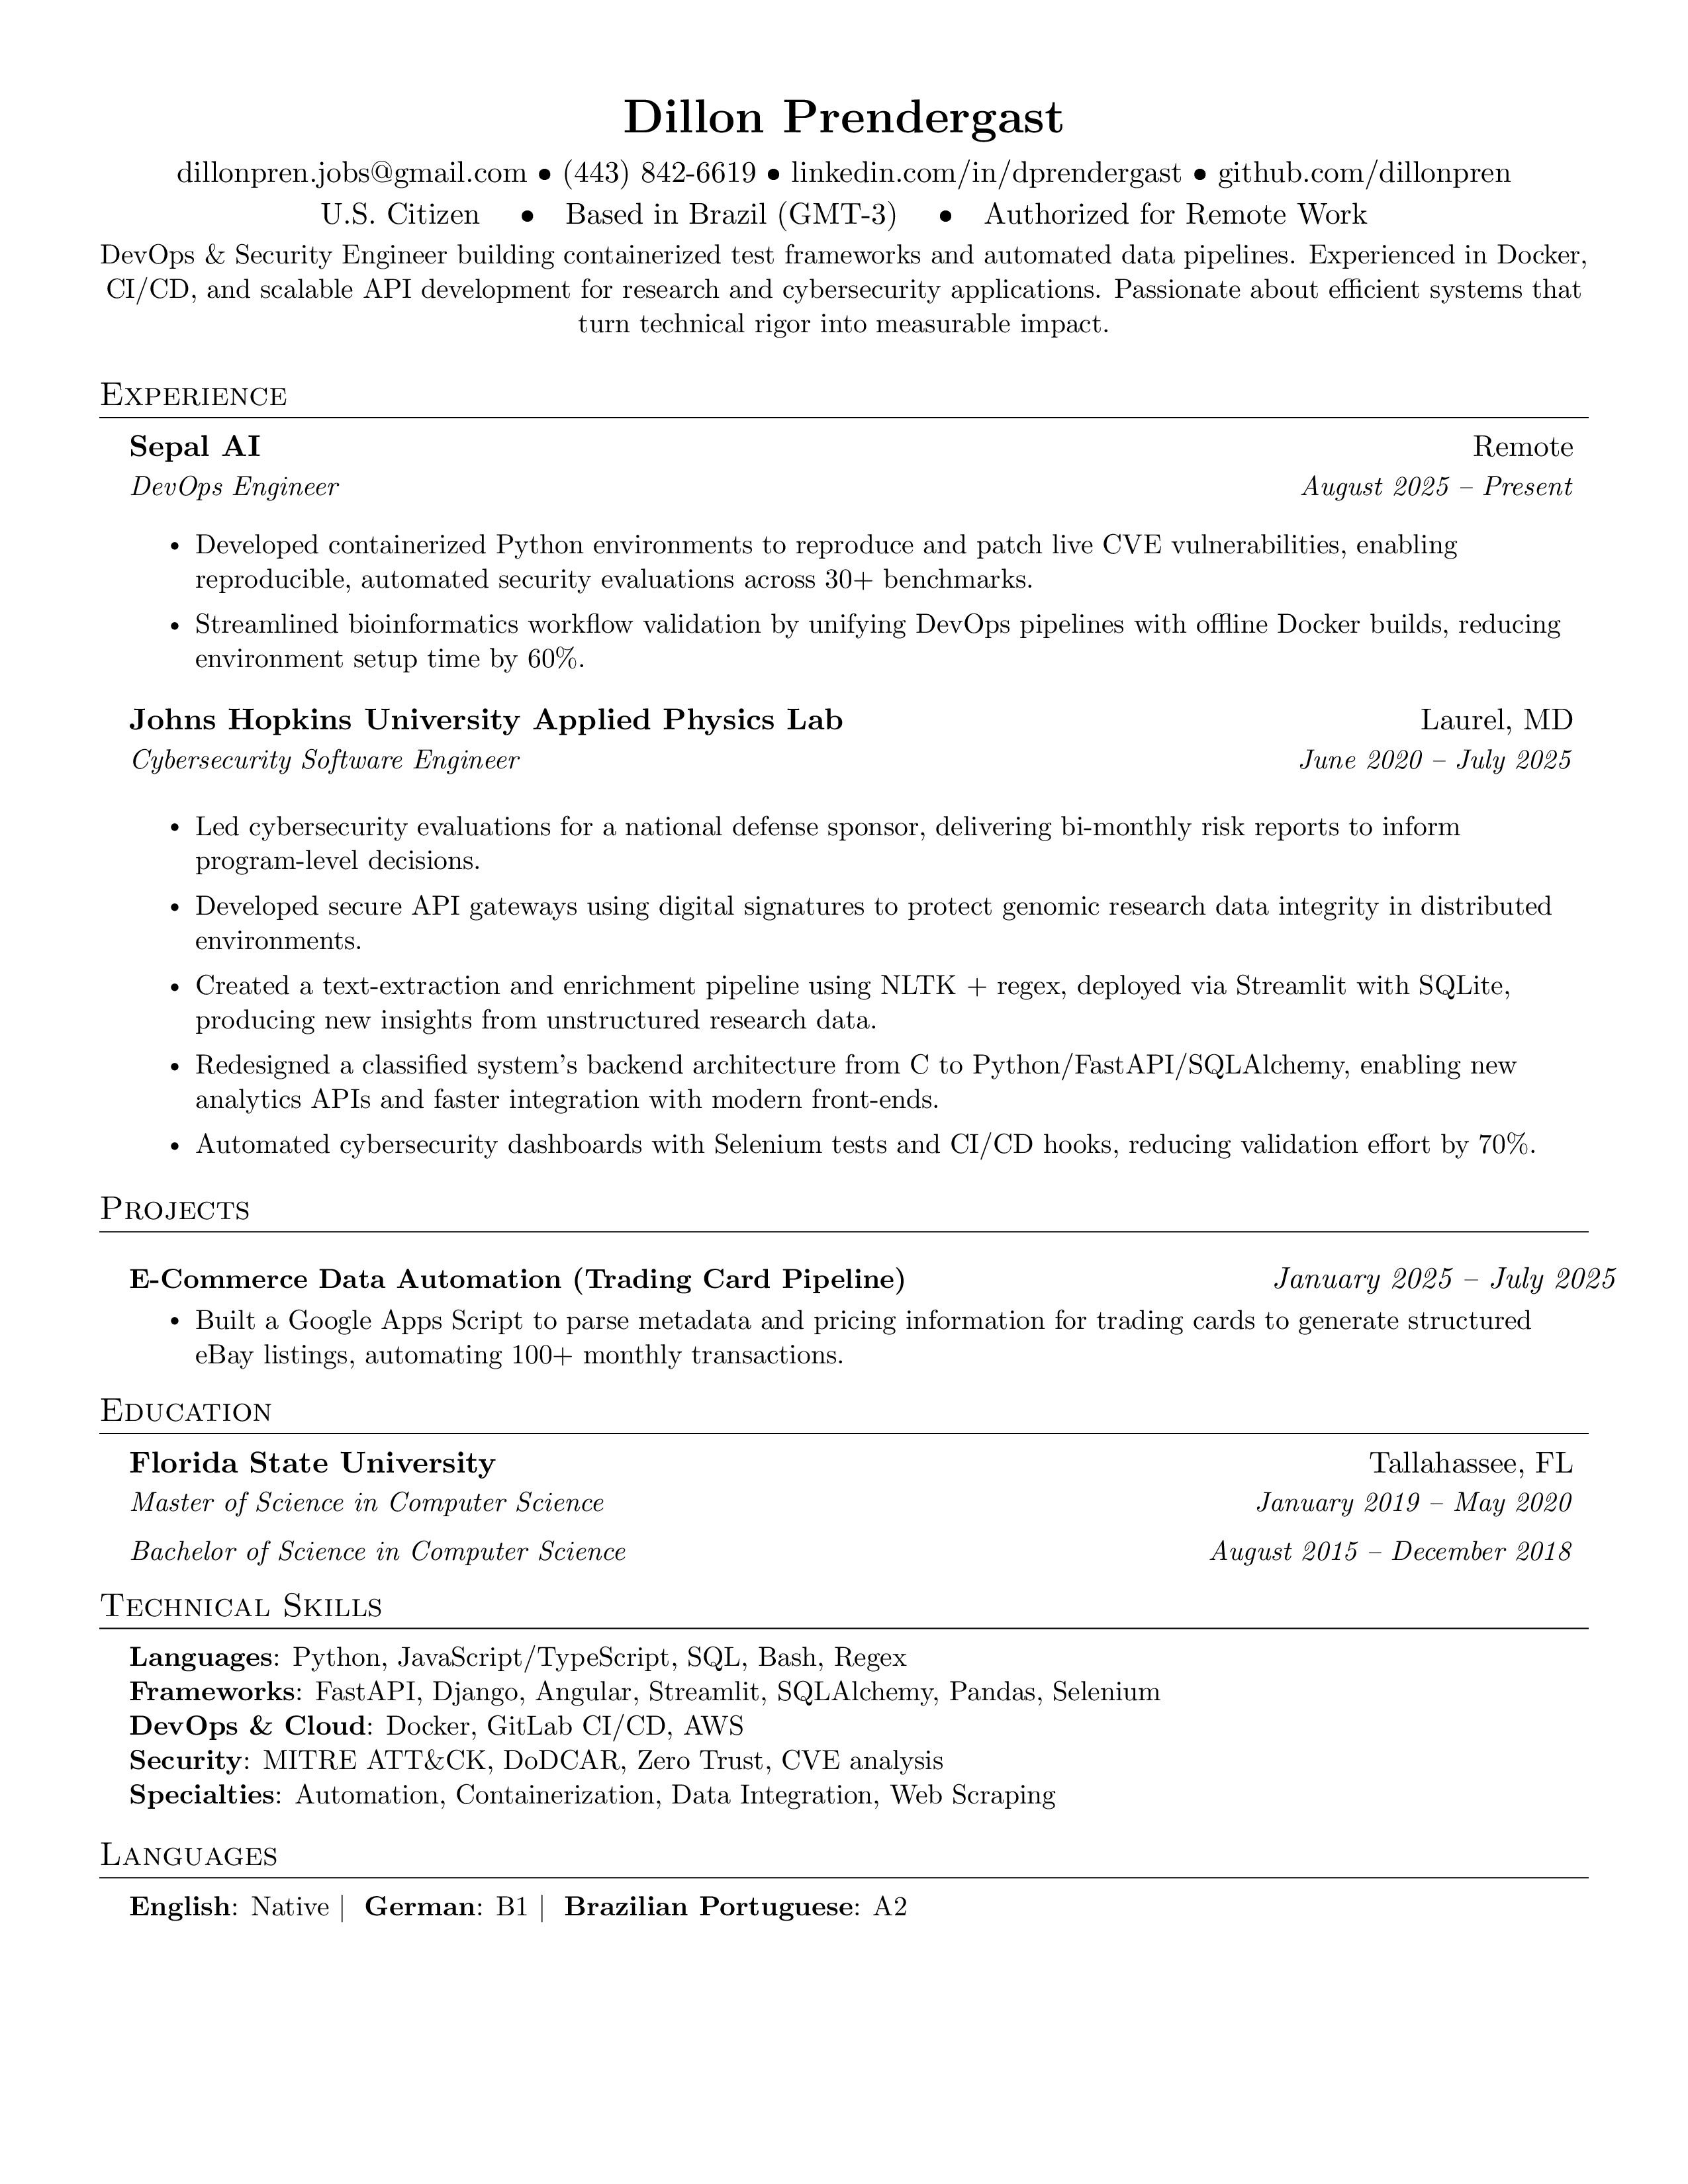 Dillon Prendergast
dillonpren.jobs@gmail.com • (443) 842-6619 • linkedin.com/in/dprendergast • github.com/dillonpren
U.S. Citizen • Based in Brazil (GMT-3) • Authorized for Remote Work
DevOps & Security Engineer building containerized test frameworks and automated data pipelines. Experienced in Docker,
CI/CD, and scalable API development for research and cybersecurity applications. Passionate about efficient systems that
turn technical rigor into measurable impact.
Experience
Sepal AI Remote
DevOps Engineer August 2025 – Present
• Developed containerized Python environments to reproduce and patch live CVE vulnerabilities, enabling
reproducible, automated security evaluations across 30+ benchmarks.
• Streamlined bioinformatics workflow validation by unifying DevOps pipelines with offline Docker builds, reducing
environment setup time by 60%.
Johns Hopkins University Applied Physics Lab Laurel, MD
Cybersecurity Software Engineer June 2020 – July 2025
• Led cybersecurity evaluations for a national defense sponsor, delivering bi-monthly risk reports to inform
program-level decisions.
• Developed secure API gateways using digital signatures to protect genomic research data integrity in distributed
environments.
• Created a text-extraction and enrichment pipeline using NLTK + regex, deployed via Streamlit with SQLite,
producing new insights from unstructured research data.
• Redesigned a classified system's backend architecture from C to Python/FastAPI/SQLAlchemy, enabling new
analytics APIs and faster integration with modern front-ends.
• Automated cybersecurity dashboards with Selenium tests and CI/CD hooks, reducing validation effort by 70%.
Projects
E-Commerce Data Automation (Trading Card Pipeline) January 2025 – July 2025
• Built a Google Apps Script to parse metadata and pricing information for trading cards to generate structured
eBay listings, automating 100+ monthly transactions.
Education
Florida State University Tallahassee, FL
Master of Science in Computer Science January 2019 – May 2020
Bachelor of Science in Computer Science August 2015 – December 2018
Technical Skills
Languages: Python, JavaScript/TypeScript, SQL, Bash, Regex
Frameworks: FastAPI, Django, Angular, Streamlit, SQLAlchemy, Pandas, Selenium
DevOps & Cloud: Docker, GitLab CI/CD, AWS
Security: MITRE ATT&CK, DoDCAR, Zero Trust, CVE analysis
Specialties: Automation, Containerization, Data Integration, Web Scraping
Languages
English: Native | German: B1 | Brazilian Portuguese: A2